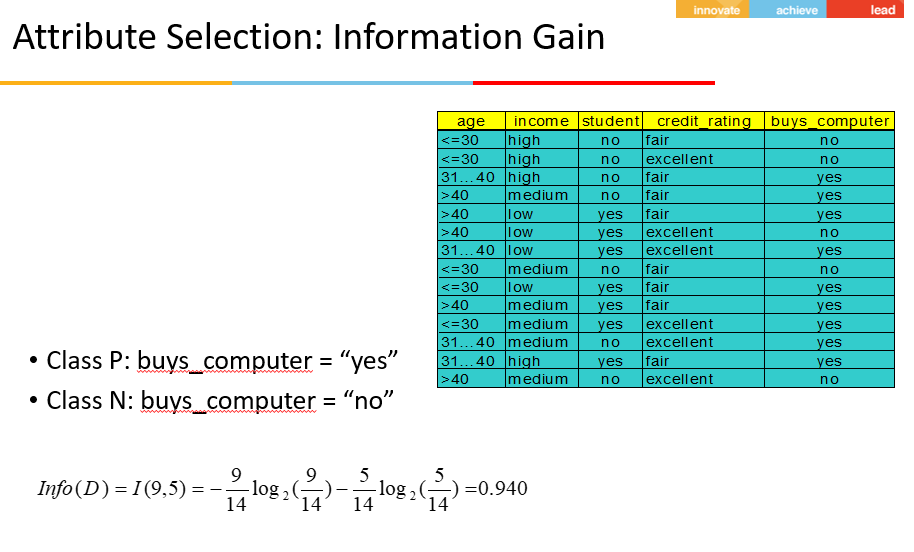 innovate achieve lead
Attribute Selection: Information Gain
age income student credit_rating buys_computer
<=30 high no fair no
<=30 high no excellent no
31…40 high no fair yes
>40 medium no fair yes
>40 low yes fair yes
>40 low yes excellent no
31…40 low yes excellent yes
<=30 medium no fair no
<=30 low yes fair yes
>40 medium yes fair yes
<=30 medium yes excellent yes
31…40 medium no excellent yes
31…40 high yes fair yes
>40 medium no excellent no
• Class P: buys_computer = “yes”
• Class N: buys_computer = “no”
Info(D) = I(9,5) = −9/14 log₂(9/14) − 5/14 log₂(5/14) =0.940